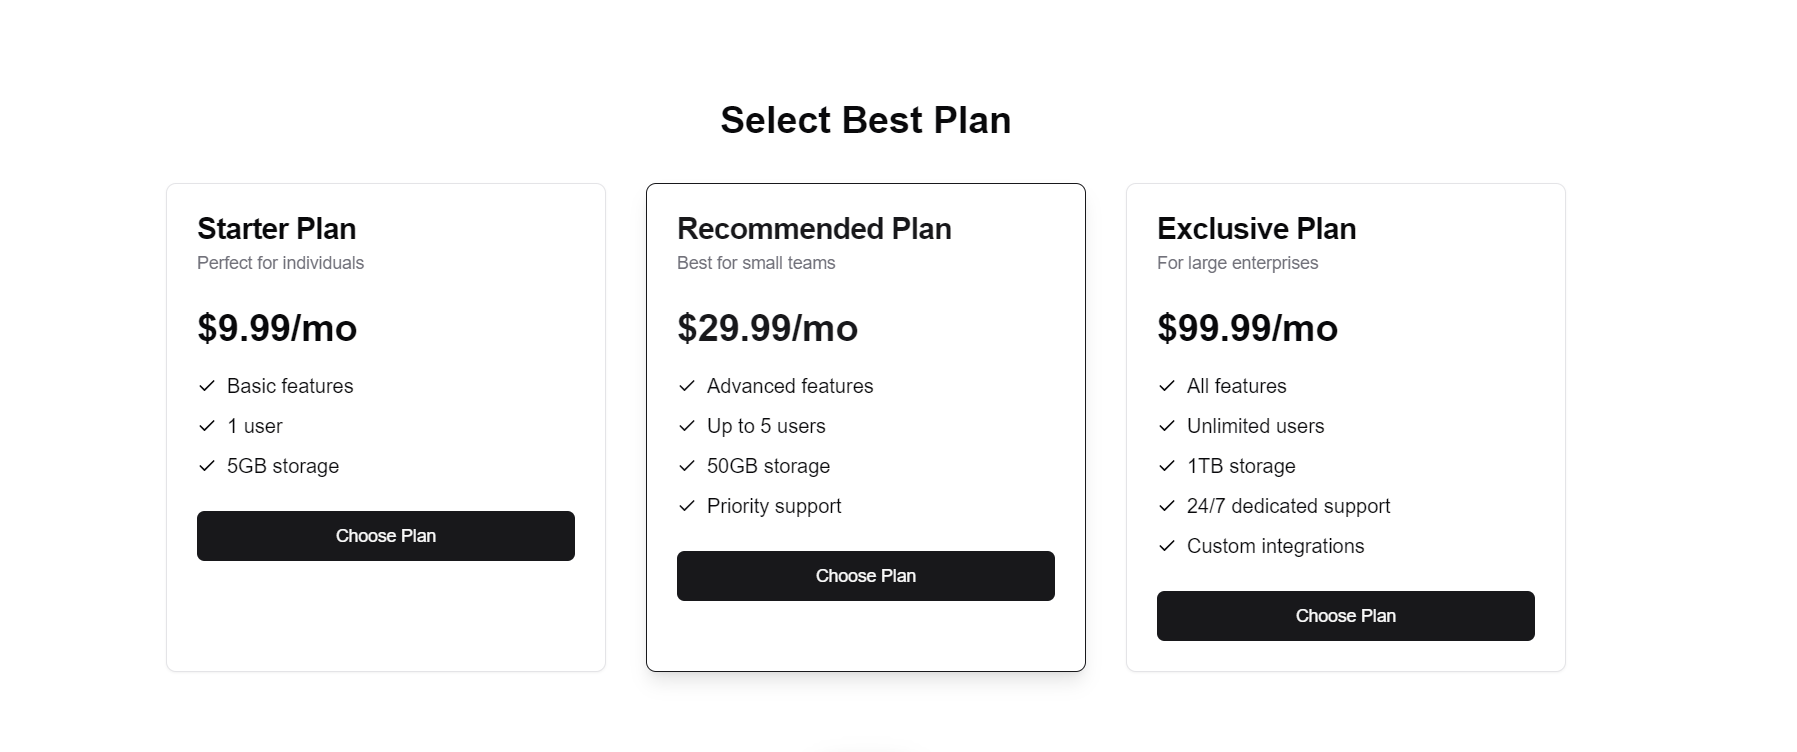 Select Best Plan
Starter Plan
Perfect for individuals
$9.99/mo
Basic features
1 user
5GB storage
Choose Plan
Recommended Plan
Best for small teams
$29.99/mo
Advanced features
Up to 5 users
50GB storage
Priority support
Choose Plan
Exclusive Plan
For large enterprises
$99.99/mo
All features
Unlimited users
1TB storage
24/7 dedicated support
Custom integrations
Choose Plan